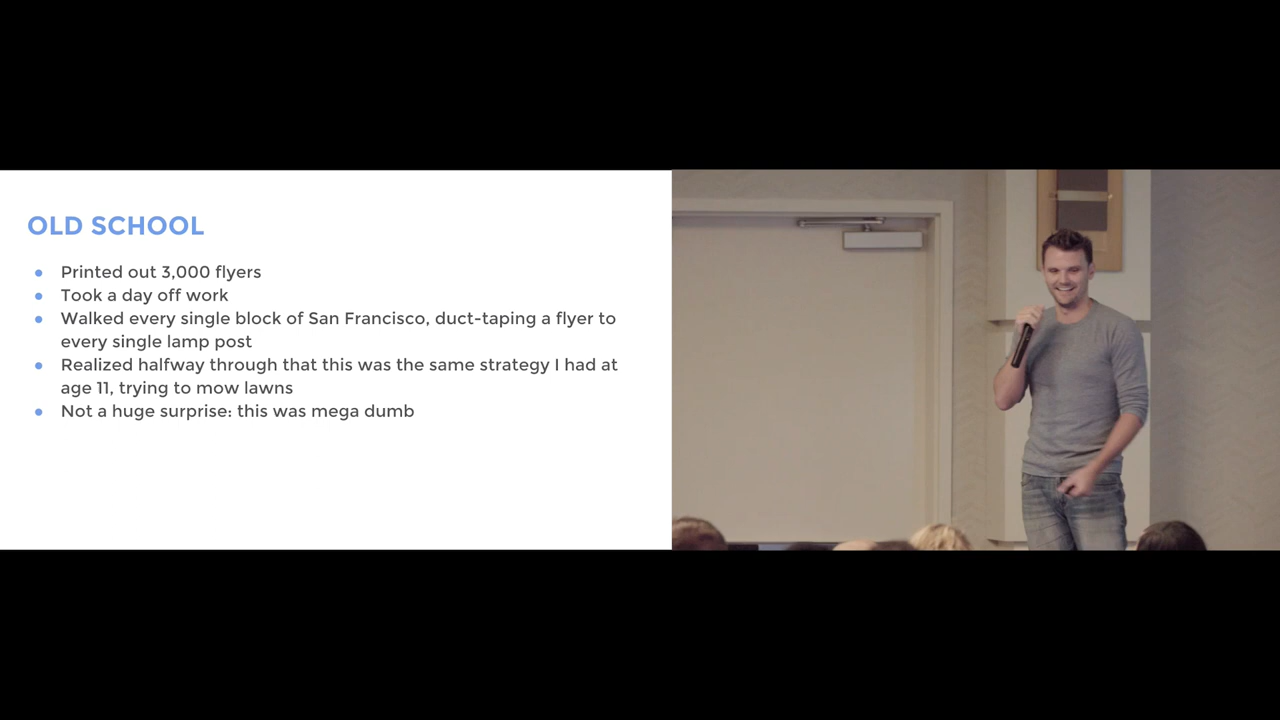 OLD SCHOOL
Printed out 3,000 flyers
Took a day off work
Walked every single block of San Francisco, duct-taping a flyer to
every single lamp post
Realized halfway through that this was the same strategy I had at
age 11, trying to mow lawns
Not a huge surprise: this was mega dumb